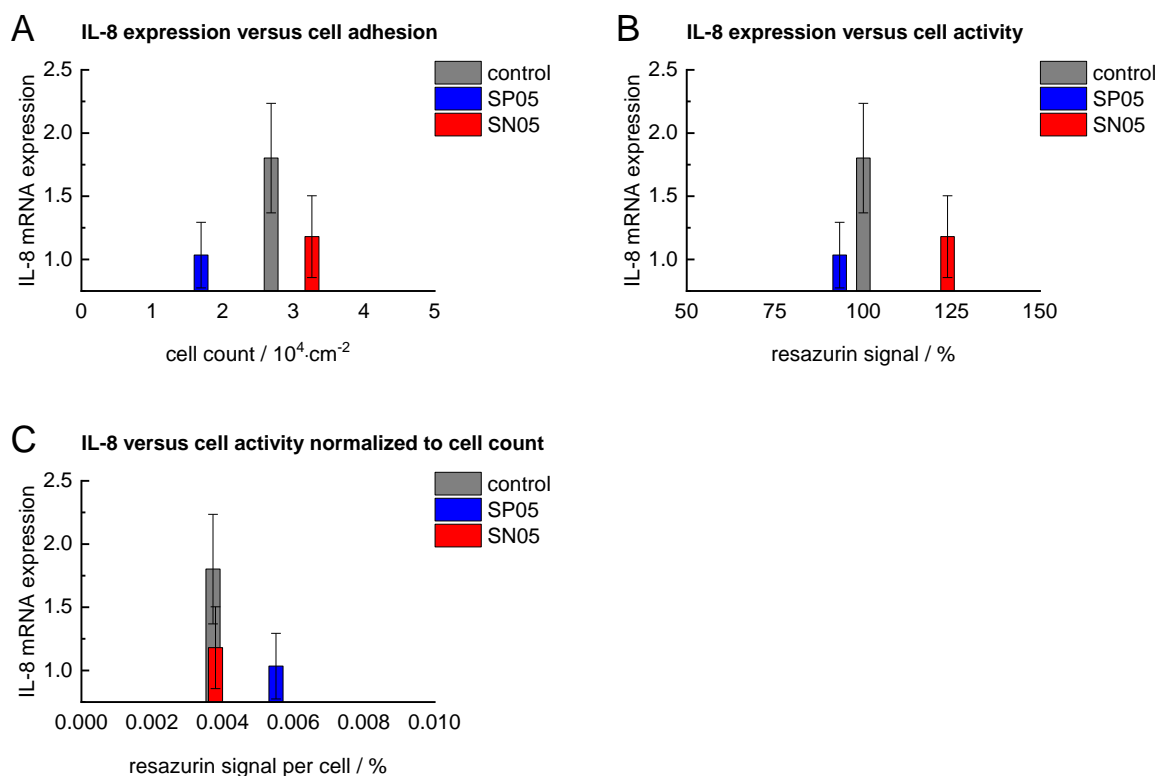 A
IL-8 expression versus cell adhesion
IL-8 mRNA expression
2.5
2.0
1.5
1.0
0 1 2 3 4 5
cell count / 10⁴·cm⁻²
control
SP05
SN05
B
IL-8 expression versus cell activity
IL-8 mRNA expression
2.5
2.0
1.5
1.0
50 75 100 125 150
resazurin signal / %
control
SP05
SN05
C
IL-8 versus cell activity normalized to cell count
IL-8 mRNA expression
2.5
2.0
1.5
1.0
0.000 0.002 0.004 0.006 0.008 0.010
resazurin signal per cell / %
control
SP05
SN05